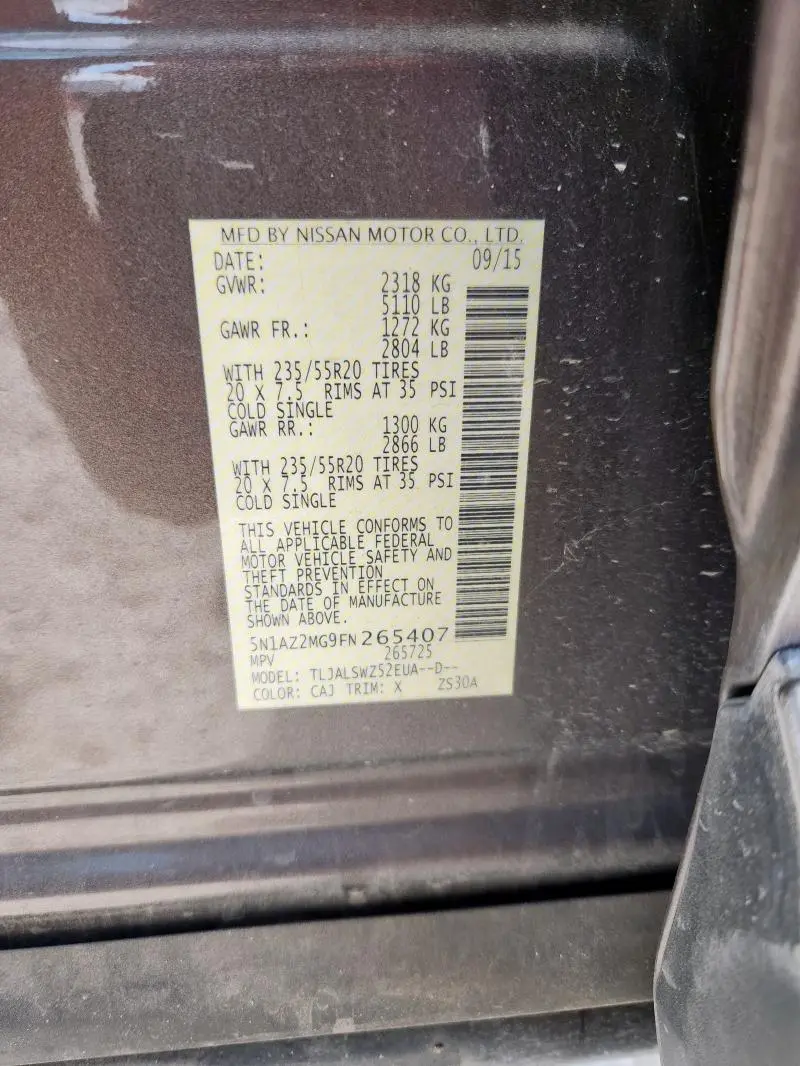 MFD BY NISSAN MOTOR CO., LTD.
DATE: 09/15
GVWR: 2318 KG
5110 LB
GAWR FR.: 1272 KG
2804 LB
WITH 235/55R20 TIRES
20 X 7.5 RIMS AT 35 PSI
COLD SINGLE
GAWR RR.: 1300 KG
2866 LB
WITH 235/55R20 TIRES
20 X 7.5 RIMS AT 35 PSI
COLD SINGLE
THIS VEHICLE CONFORMS TO
ALL APPLICABLE FEDERAL
MOTOR VEHICLE SAFETY AND
THEFT PREVENTION
STANDARDS IN EFFECT ON
THE DATE OF MANUFACTURE
SHOWN ABOVE.
5N1AZ2MG9FN265407
MPV 265725
MODEL: TLJALSWZ52EUA--D--
COLOR: CAJ TRIM: X ZS30A